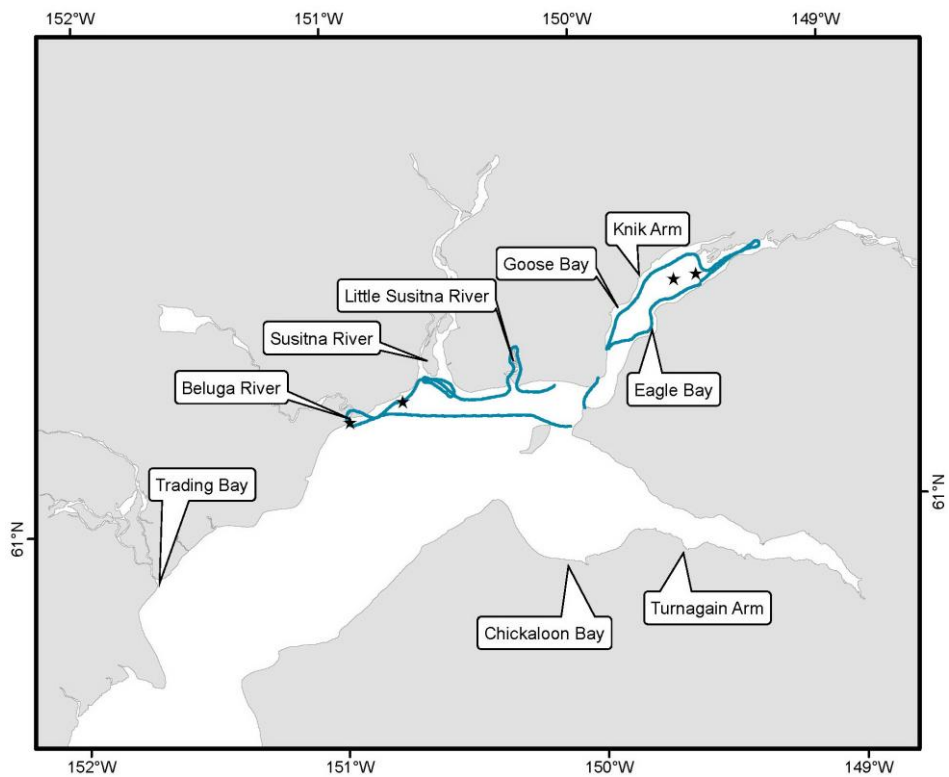 152°W 151°W 150°W 149°W
Knik Arm
Goose Bay
Little Susitna River
Susitna River
Beluga River
Eagle Bay
Trading Bay
61°N
61°N
Turnagain Arm
Chickaloon Bay
152°W 151°W 150°W 149°W